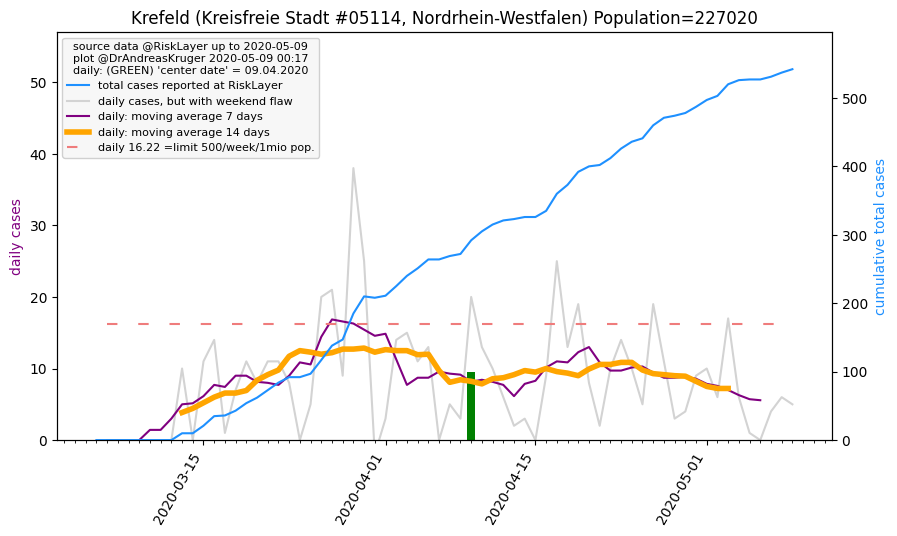 Krefeld (Kreisfreie Stadt #05114, Nordrhein-Westfalen) Population=227020
source data @RiskLayer up to 2020-05-09
plot @DrAndreasKruger 2020-05-09 00:17
daily: (GREEN) 'center date' = 09.04.2020
total cases reported at RiskLayer
daily cases, but with weekend flaw
daily: moving average 7 days
daily: moving average 14 days
daily 16.22 =limit 500/week/1mio pop.
daily cases
50
40
30
20
10
0
500
400
300
200
100
0
cumulative total cases
2020-03-15
2020-04-01
2020-04-15
2020-05-01